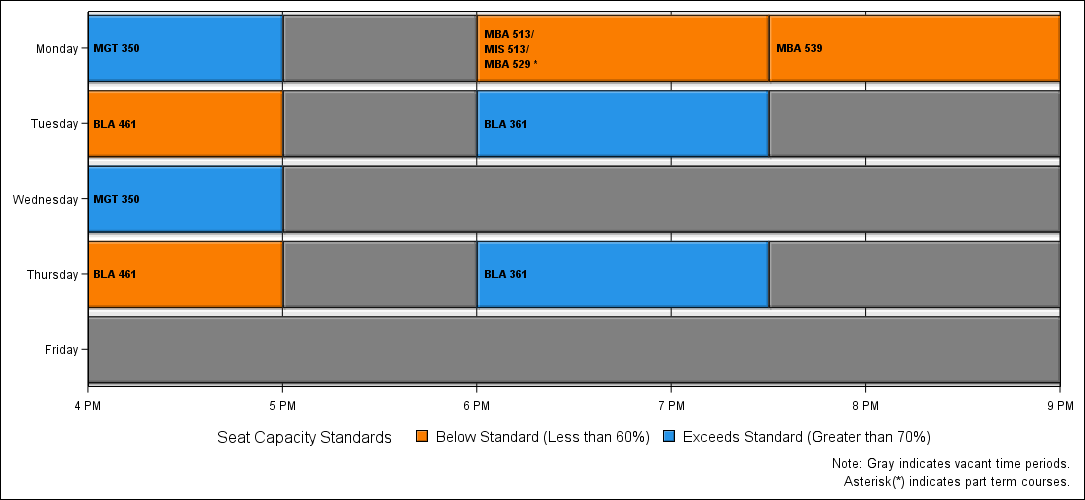 Monday
MGT 350
MBA 513/
MIS 513/
MBA 529 *
MBA 539
Tuesday
BLA 461
BLA 361
Wednesday
MGT 350
Thursday
BLA 461
BLA 361
Friday
4 PM 5 PM 6 PM 7 PM 8 PM 9 PM
Seat Capacity Standards Below Standard (Less than 60%) Exceeds Standard (Greater than 70%)
Note: Gray indicates vacant time periods.
Asterisk(*) indicates part term courses.